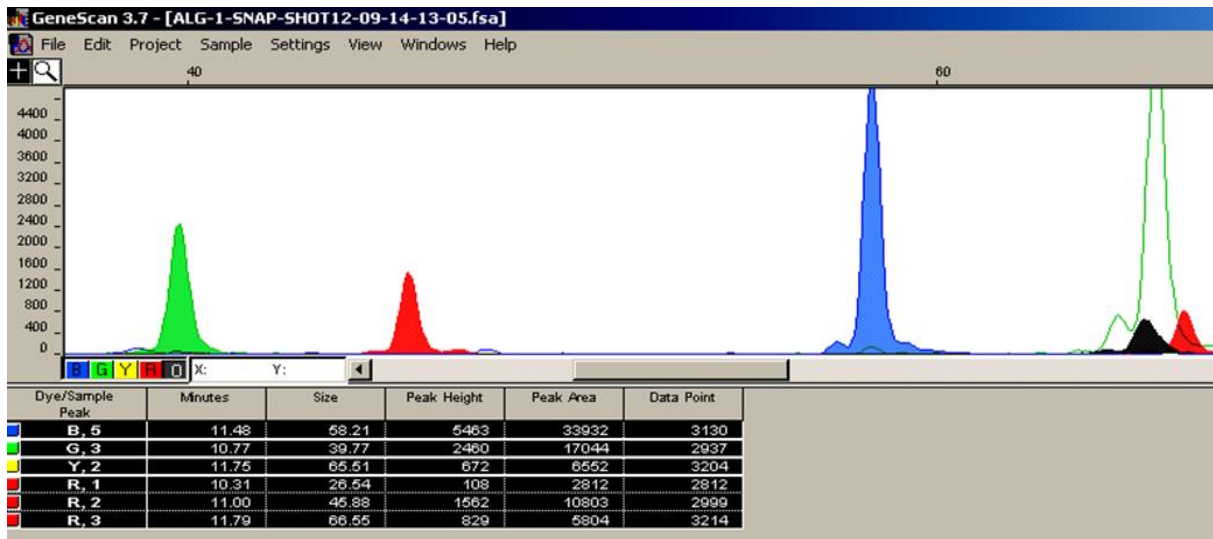 GeneScan 3.7 - [ALG-1-SNAP-SHOT12-09-14-13-05.fsa]
File Edit Project Sample Settings View Windows Help
40 60
4400
4000
3600
3200
2800
2400
2000
1600
1200
800
400
0
B G Y R O X: Y:
Dye/Sample Peak Minutes Size Peak Height Peak Area Data Point
B, 5 11.48 58.21 5463 33932 3130
G, 3 10.77 39.77 2460 17044 2937
Y, 2 11.75 65.51 672 6552 3204
R, 1 10.31 26.54 108 2812 2812
R, 2 11.00 45.88 1562 10803 2999
R, 3 11.79 66.55 829 5804 3214